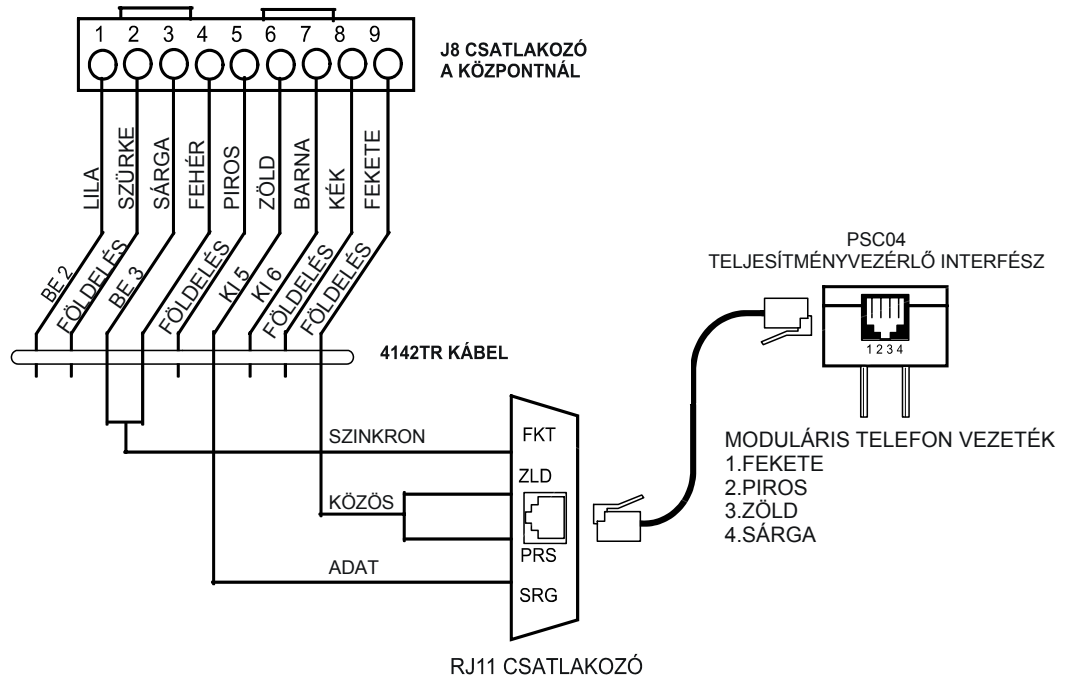 1 2 3 4 5 6 7 8 9
J8 CSATLAKOZÓ
A KÖZPONTNÁL
LILA
SZÜRKE
SÁRGA
FEHÉR
PIROS
ZÖLD
BARNA
KÉK
FEKETE
BE 2
FÖLDELÉS
BE 3
FÖLDELÉS
KI 5
KI 6
FÖLDELÉS
FÖLDELÉS
4142TR KÁBEL
PSC04
TELJESÍTMÉNYVEZÉRLŐ INTERFÉSZ
1 2 3 4
SZINKRON
KÖZÖS
ADAT
FKT
ZLD
PRS
SRG
MODULÁRIS TELEFON VEZETÉK
1.FEKETE
2.PIROS
3.ZÖLD
4.SÁRGA
RJ11 CSATLAKOZÓ